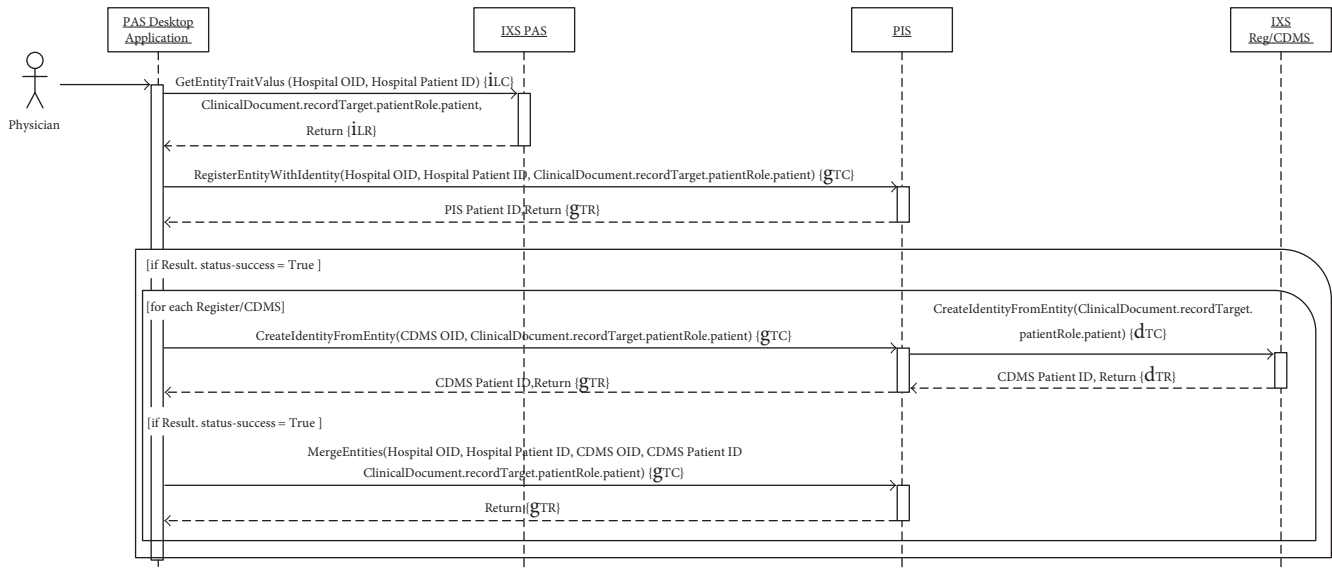 PAS Desktop
Application
IXS PAS
PIS
IXS
Reg/CDMS
Physician
GetEntityTraitValus (Hospital OID, Hospital Patient ID) {iLC}
ClinicalDocument.recordTarget.patientRole.patient,
Return {iLR}
RegisterEntityWithIdentity(Hospital OID, Hospital Patient ID, ClinicalDocument.recordTarget.patientRole.patient) {gTC}
PIS Patient ID,Return {gTR}
[if Result. status-success = True ]
[for each Register/CDMS]
CreateIdentityFromEntity(CDMS OID, ClinicalDocument.recordTarget.patientRole.patient) {gTC}
CreateIdentityFromEntity(ClinicalDocument.recordTarget.
patientRole.patient) {dTC}
CDMS Patient ID,Return {gTR}
CDMS Patient ID, Return {dTR}
[if Result. status-success = True ]
MergeEntities(Hospital OID, Hospital Patient ID, CDMS OID, CDMS Patient ID
ClinicalDocument.recordTarget.patientRole.patient) {gTC}
Return{gTR}